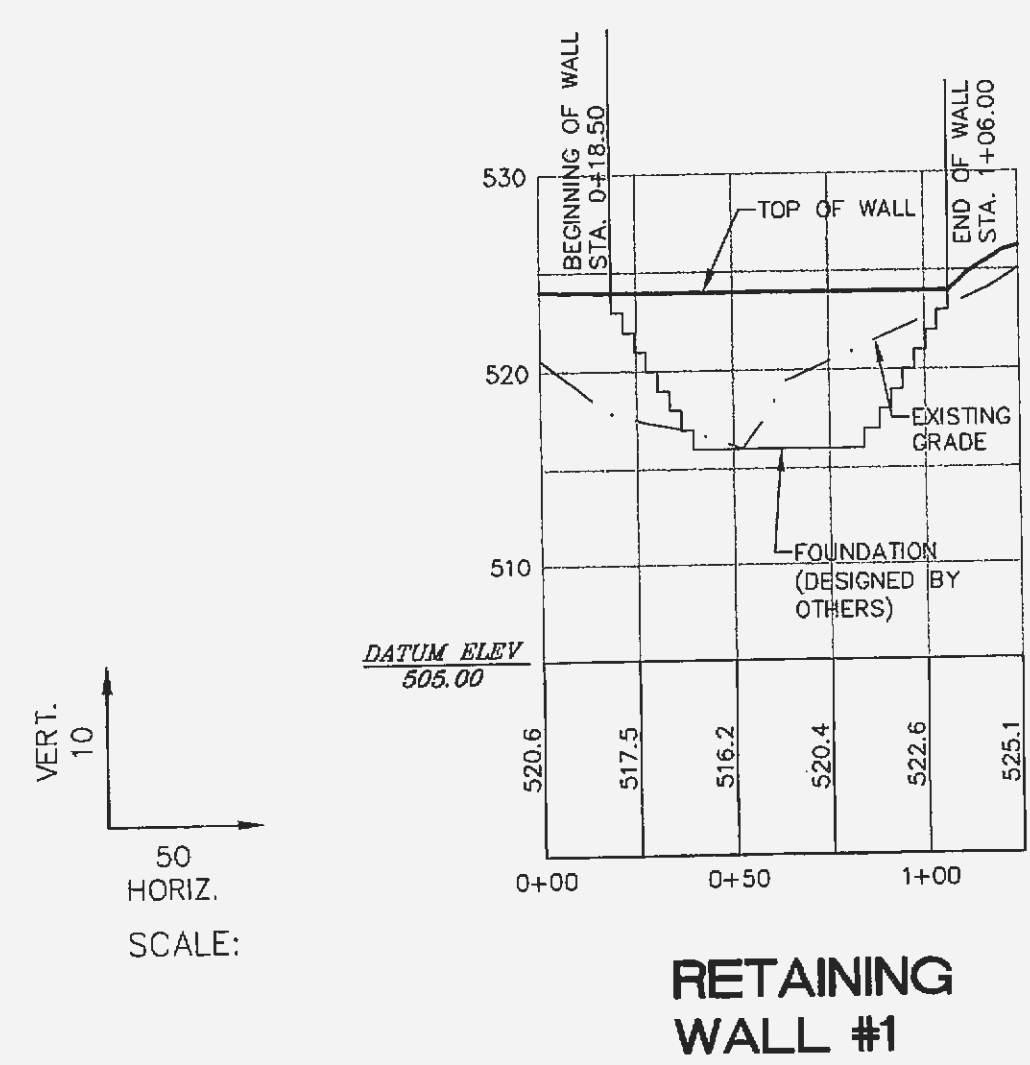 BEGINNING OF WALL
STA. 0+18.50
END OF WALL
STA. 1+06.00
530
TOP OF WALL
520
EXISTING
GRADE
510
FOUNDATION
(DESIGNED BY
OTHERS)
DATUM ELEV
505.00
VERT.
10
520.6
517.5
516.2
520.4
522.6
525.1
50
HORIZ.
SCALE:
0+00
0+50
1+00
RETAINING
WALL #1